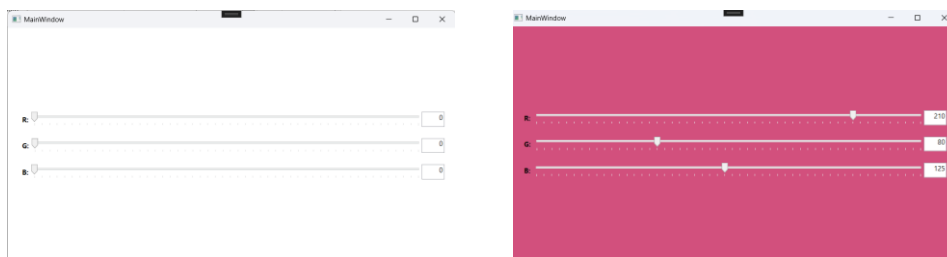 MainWindow
R: 0
G: 0
B: 0
MainWindow
R: 210
G: 80
B: 125